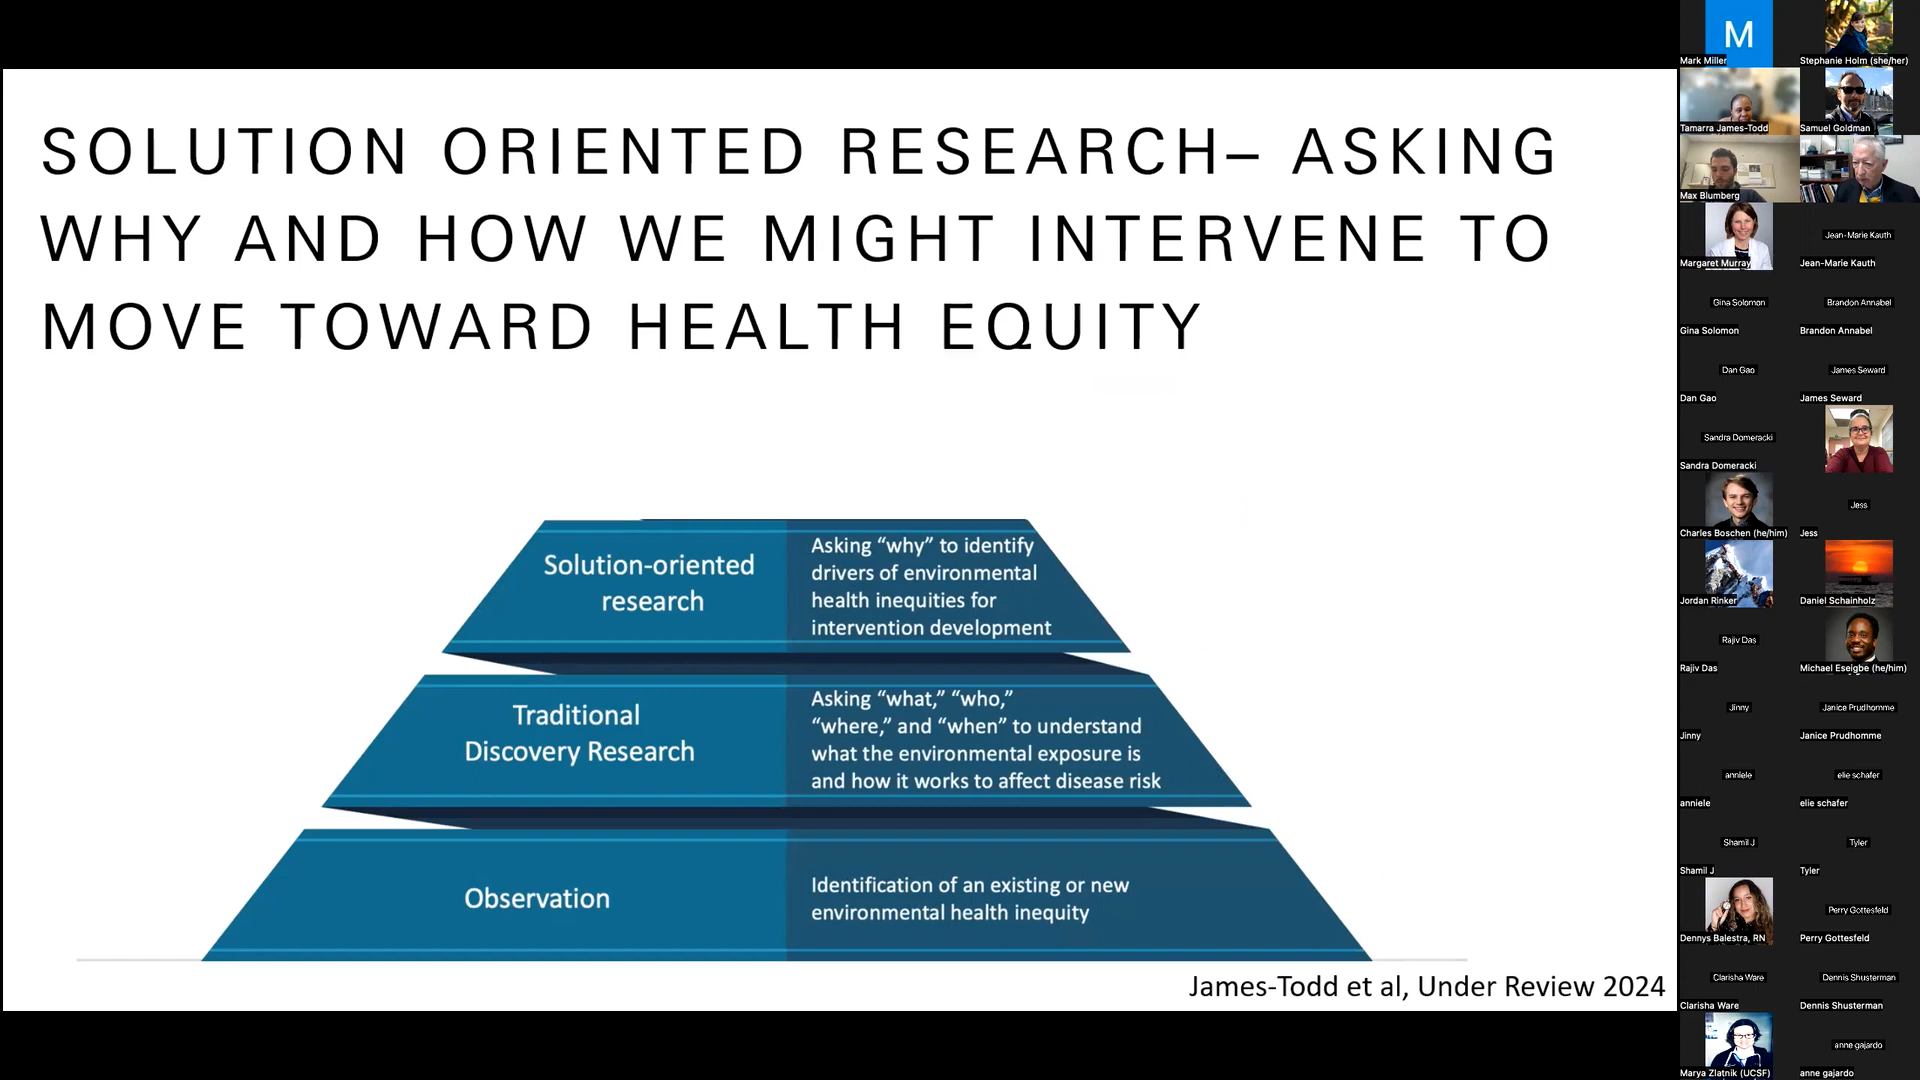 SOLUTION ORIENTED RESEARCH– ASKING
WHY AND HOW WE MIGHT INTERVENE TO
MOVE TOWARD HEALTH EQUITY
Solution-oriented
research
Asking “why” to identify
drivers of environmental
health inequities for
intervention development
Traditional
Discovery Research
Asking “what,” “who,”
“where,” and “when” to understand
what the environmental exposure is
and how it works to affect disease risk
Observation
Identification of an existing or new
environmental health inequity
James-Todd et al, Under Review 2024
M
Mark Miller
Stephanie Holm (she/her)
Tamarra James-Todd
Samuel Goldman
Max Blumberg
Margaret Murray
Jean-Marie Kauth
Jean-Marie Kauth
Gina Solomon
Gina Solomon
Brandon Annabel
Brandon Annabel
Dan Gao
Dan Gao
James Seward
James Seward
Sandra Domeracki
Sandra Domeracki
Charles Boschen (he/him)
Jess
Jess
Jordan Rinker
Daniel Schainholz
Rajiv Das
Rajiv Das
Michael Eseigbe (he/him)
Jinny
Jinny
Janice Prudhomme
Janice Prudhomme
anniele
anniele
elie schafer
elie schafer
Shamil J
Shamil J
Tyler
Tyler
Dennys Balestra, RN
Perry Gottesfeld
Perry Gottesfeld
Clarisha Ware
Clarisha Ware
Dennis Shusterman
Dennis Shusterman
Marya Zlatnik (UCSF)
anne gajardo
anne gajardo